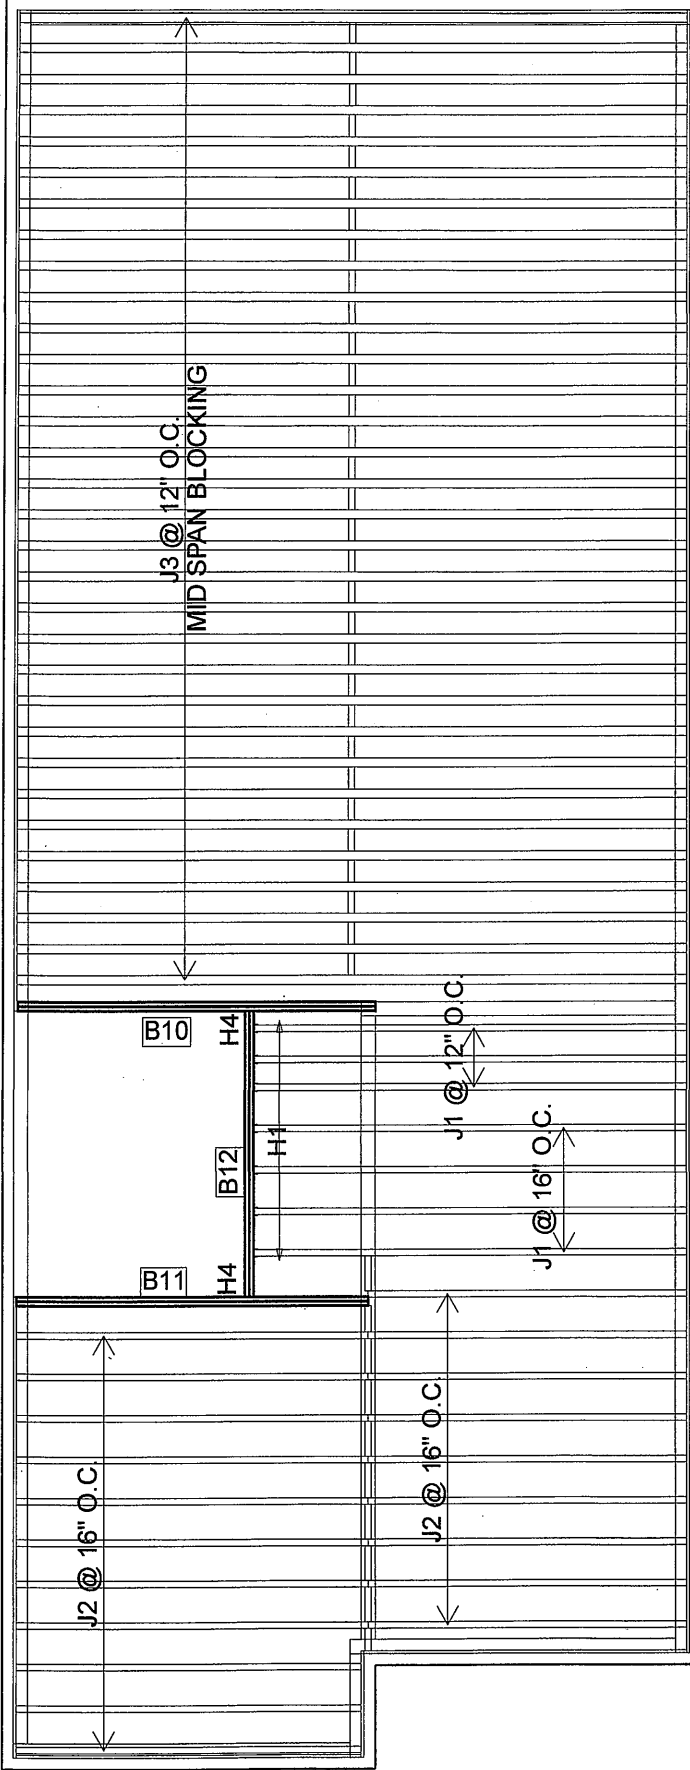 J3 @ 12" O.C.
MID SPAN BLOCKING
B10
H4
J1 @ 12" O.C.
H1
B12
J1 @ 16" O.C.
B11
H4
J2 @ 16" O.C.
J2 @ 16" O.C.